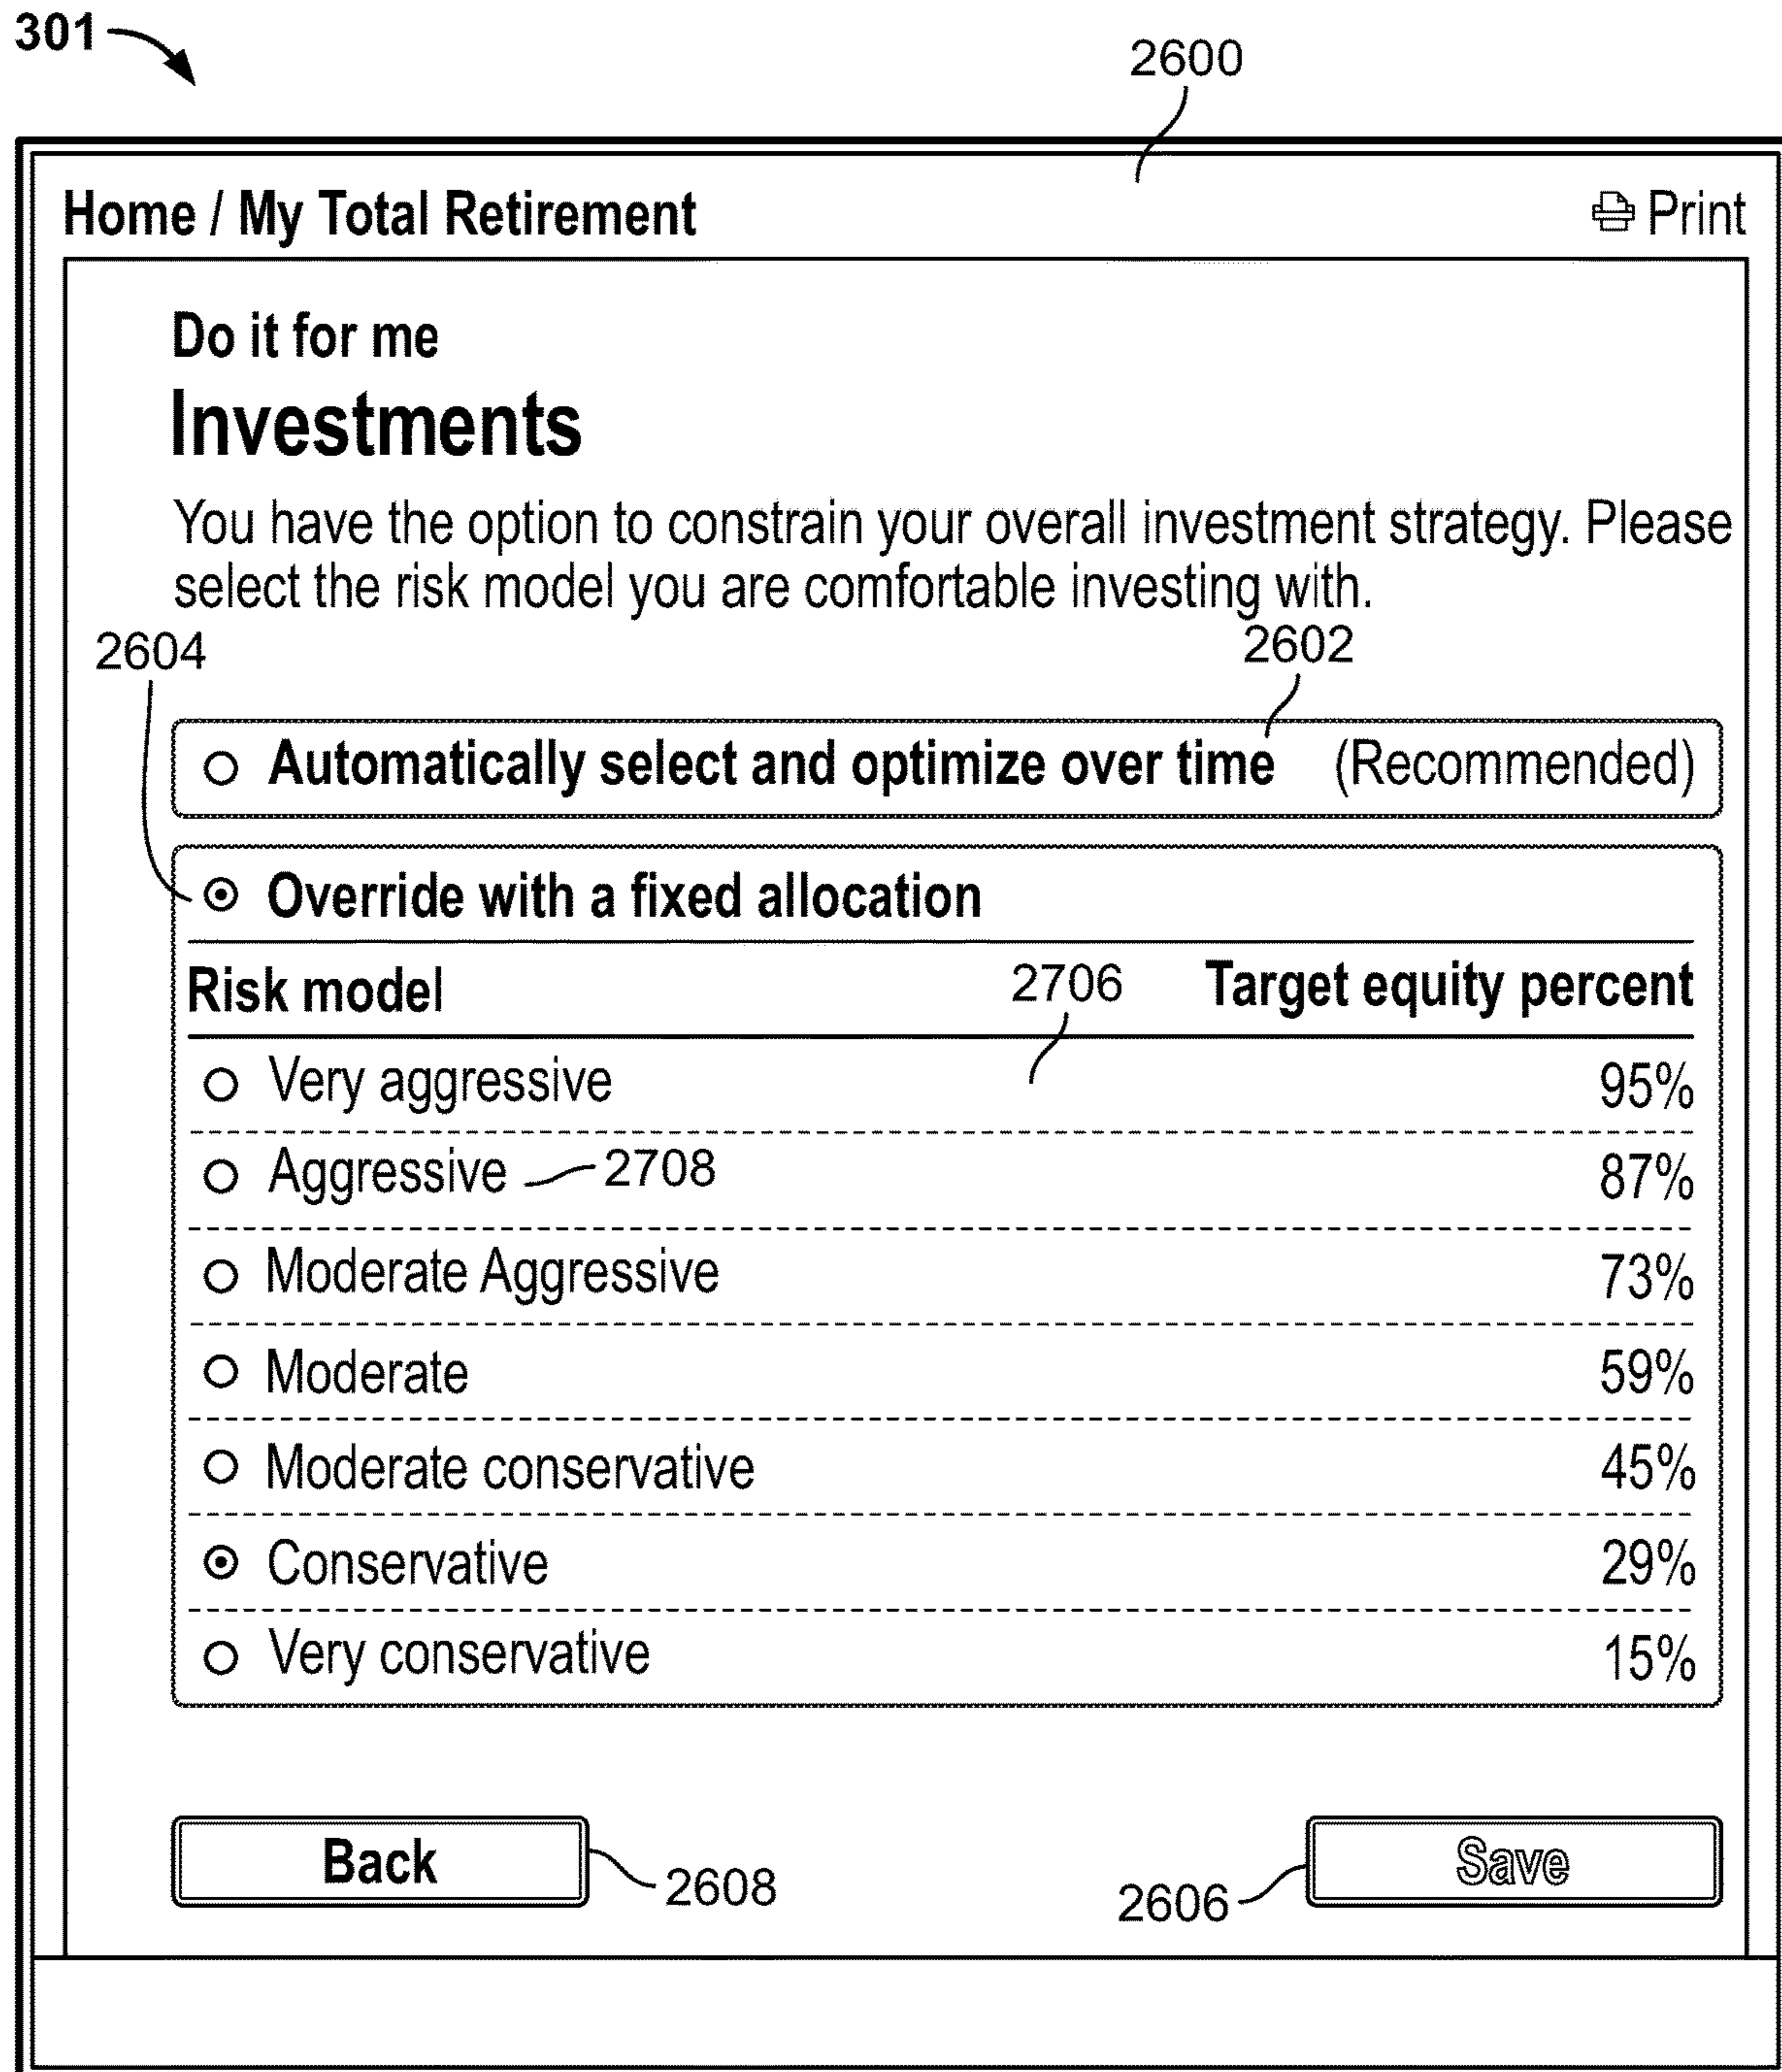 301
2600
Home / My Total Retirement Print
Do it for me
Investments
You have the option to constrain your overall investment strategy. Please
select the risk model you are comfortable investing with.
2604 2602
Automatically select and optimize over time (Recommended)
Override with a fixed allocation
Risk model 2706 Target equity percent
Very aggressive 95%
Aggressive 2708 87%
Moderate Aggressive 73%
Moderate 59%
Moderate conservative 45%
Conservative 29%
Very conservative 15%
Back 2608 2606 Save